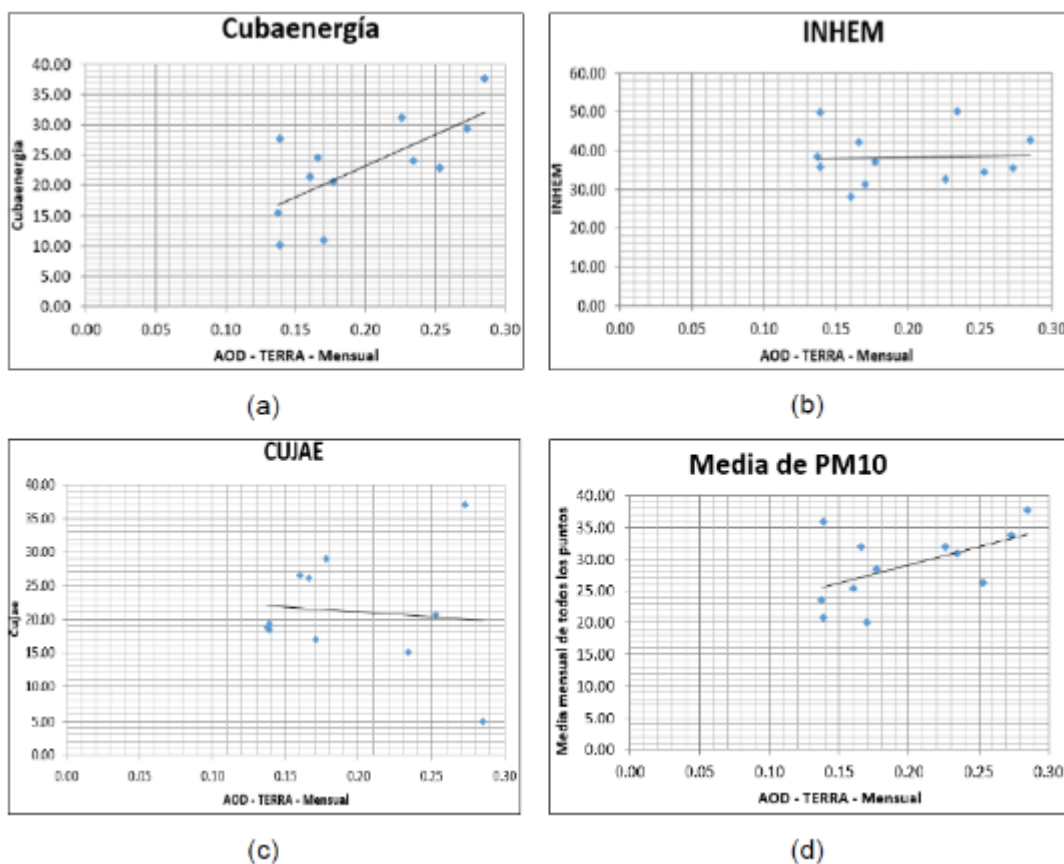 Cubaenergía
40.00
35.00
30.00
25.00
20.00
15.00
10.00
5.00
0.00
Cubaenergia
0.00 0.05 0.10 0.15 0.20 0.25 0.30
AOD - TERRA - Mensual
(a)
INHEM
60.00
50.00
40.00
30.00
20.00
10.00
0.00
INHEM
0.00 0.05 0.10 0.15 0.20 0.25 0.30
AOD - TERRA - Mensual
(b)
CUJAE
40.00
35.00
30.00
25.00
20.00
15.00
10.00
5.00
0.00
Cujae
0.00 0.05 0.10 0.15 0.20 0.25 0.30
AOD - TERRA - Mensual
(c)
Media de PM10
40.00
35.00
30.00
25.00
20.00
15.00
10.00
5.00
0.00
Media mensual de todos los puntos
0.00 0.05 0.10 0.15 0.20 0.25 0.30
AOD - TERRA - Mensual
(d)